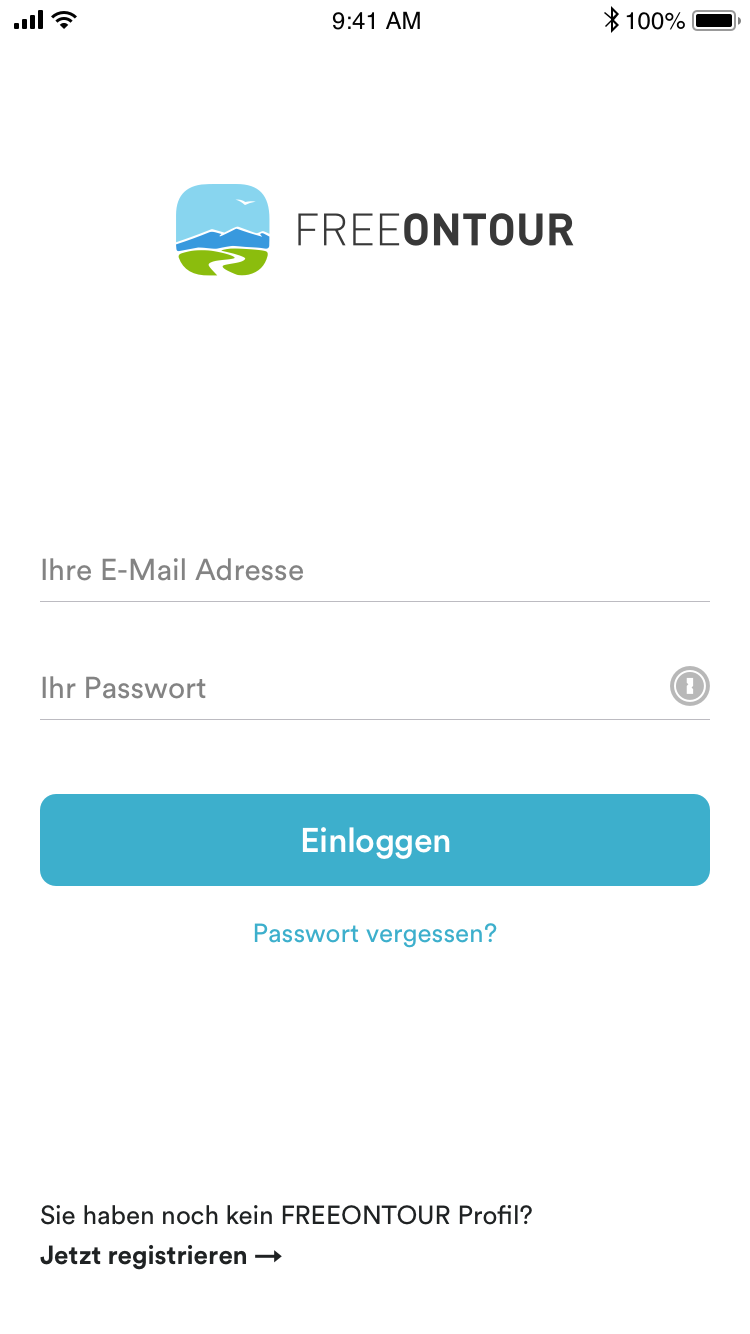 9:41 AM
100%
FREEONTOUR
Ihre E-Mail Adresse
Ihr Passwort
Einloggen
Passwort vergessen?
Sie haben noch kein FREEONTOUR Profil?
Jetzt registrieren →